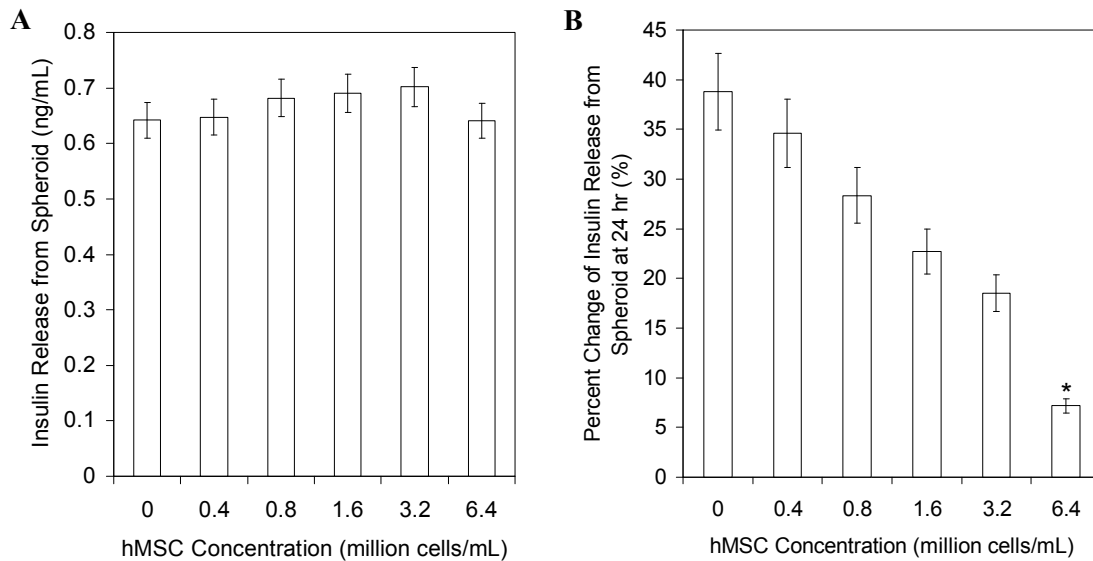 A
Insulin Release from Spheroid (ng/mL)
0.8
0.7
0.6
0.5
0.4
0.3
0.2
0.1
0
0 0.4 0.8 1.6 3.2 6.4
hMSC Concentration (million cells/mL)
B
Percent Change of Insulin Release from
Spheroid at 24 hr (%)
45
40
35
30
25
20
15
10
5
0
*
0 0.4 0.8 1.6 3.2 6.4
hMSC Concentration (million cells/mL)